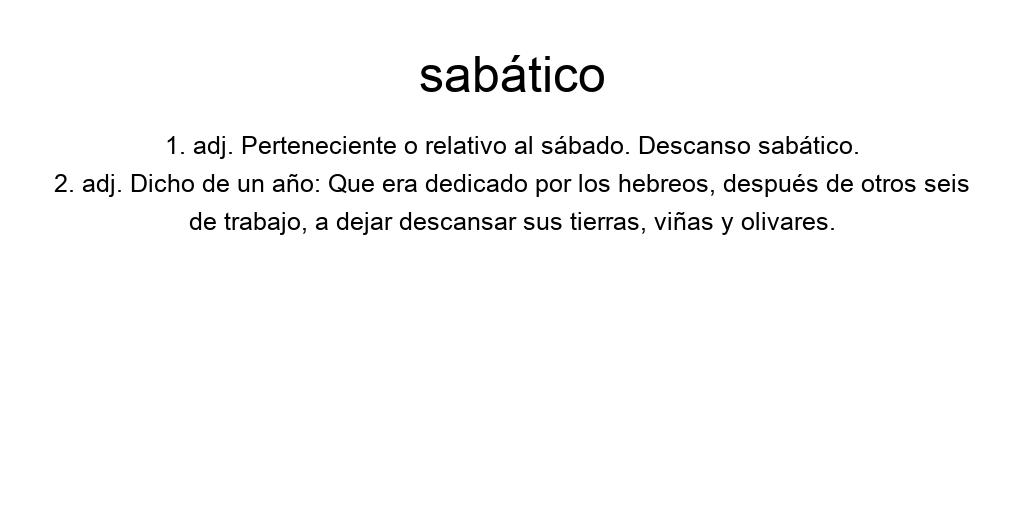 sabático
1. adj. Perteneciente o relativo al sábado. Descanso sabático.
2. adj. Dicho de un año: Que era dedicado por los hebreos, después de otros seis
de trabajo, a dejar descansar sus tierras, viñas y olivares.